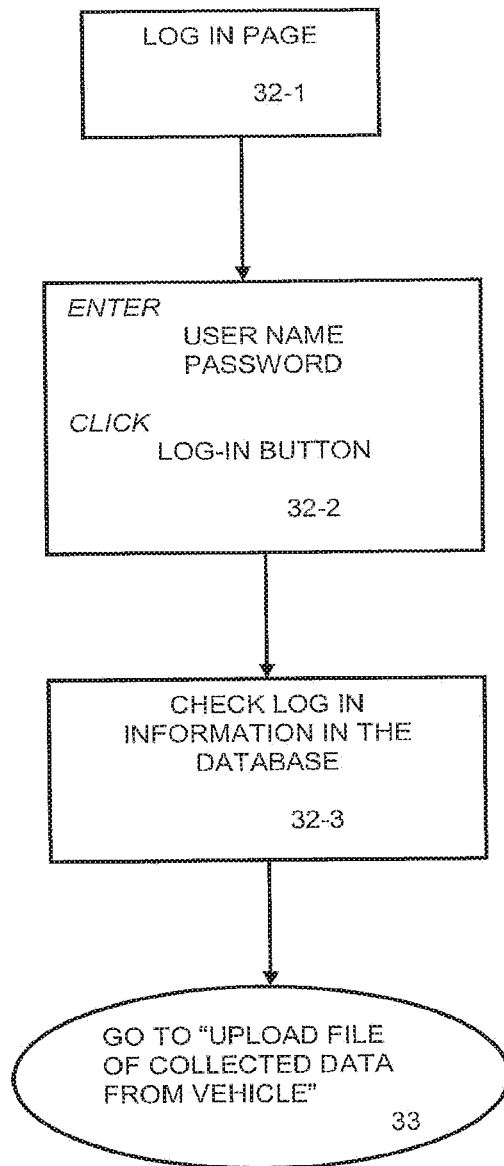 LOG IN PAGE
32-1
ENTER
USER NAME
PASSWORD
CLICK
LOG-IN BUTTON
32-2
CHECK LOG IN
INFORMATION IN THE
DATABASE
32-3
GO TO “UPLOAD FILE
OF COLLECTED DATA
FROM VEHICLE”
33